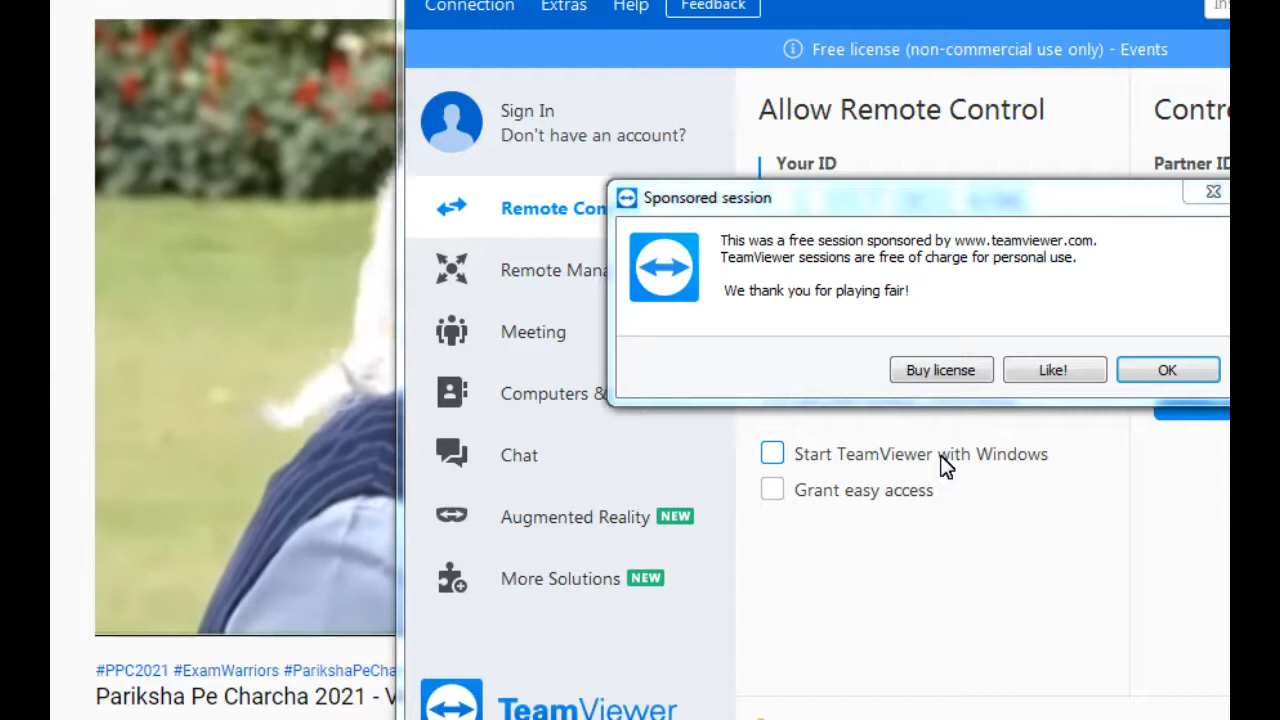 Connection Extras Help Feedback
Free license (non-commercial use only) - Events
Sign In
Don't have an account?
Allow Remote Control
Your ID
Partner ID
Sponsored session
This was a free session sponsored by www.teamviewer.com.
TeamViewer sessions are free of charge for personal use.
We thank you for playing fair!
Buy license Like! OK
Remote Con
Remote Mana
Meeting
Computers &
Chat
Augmented Reality NEW
More Solutions NEW
Start TeamViewer with Windows
Grant easy access
TeamViewer
#PPC2021 #ExamWarriors #ParikshaPeCha
Pariksha Pe Charcha 2021 - V